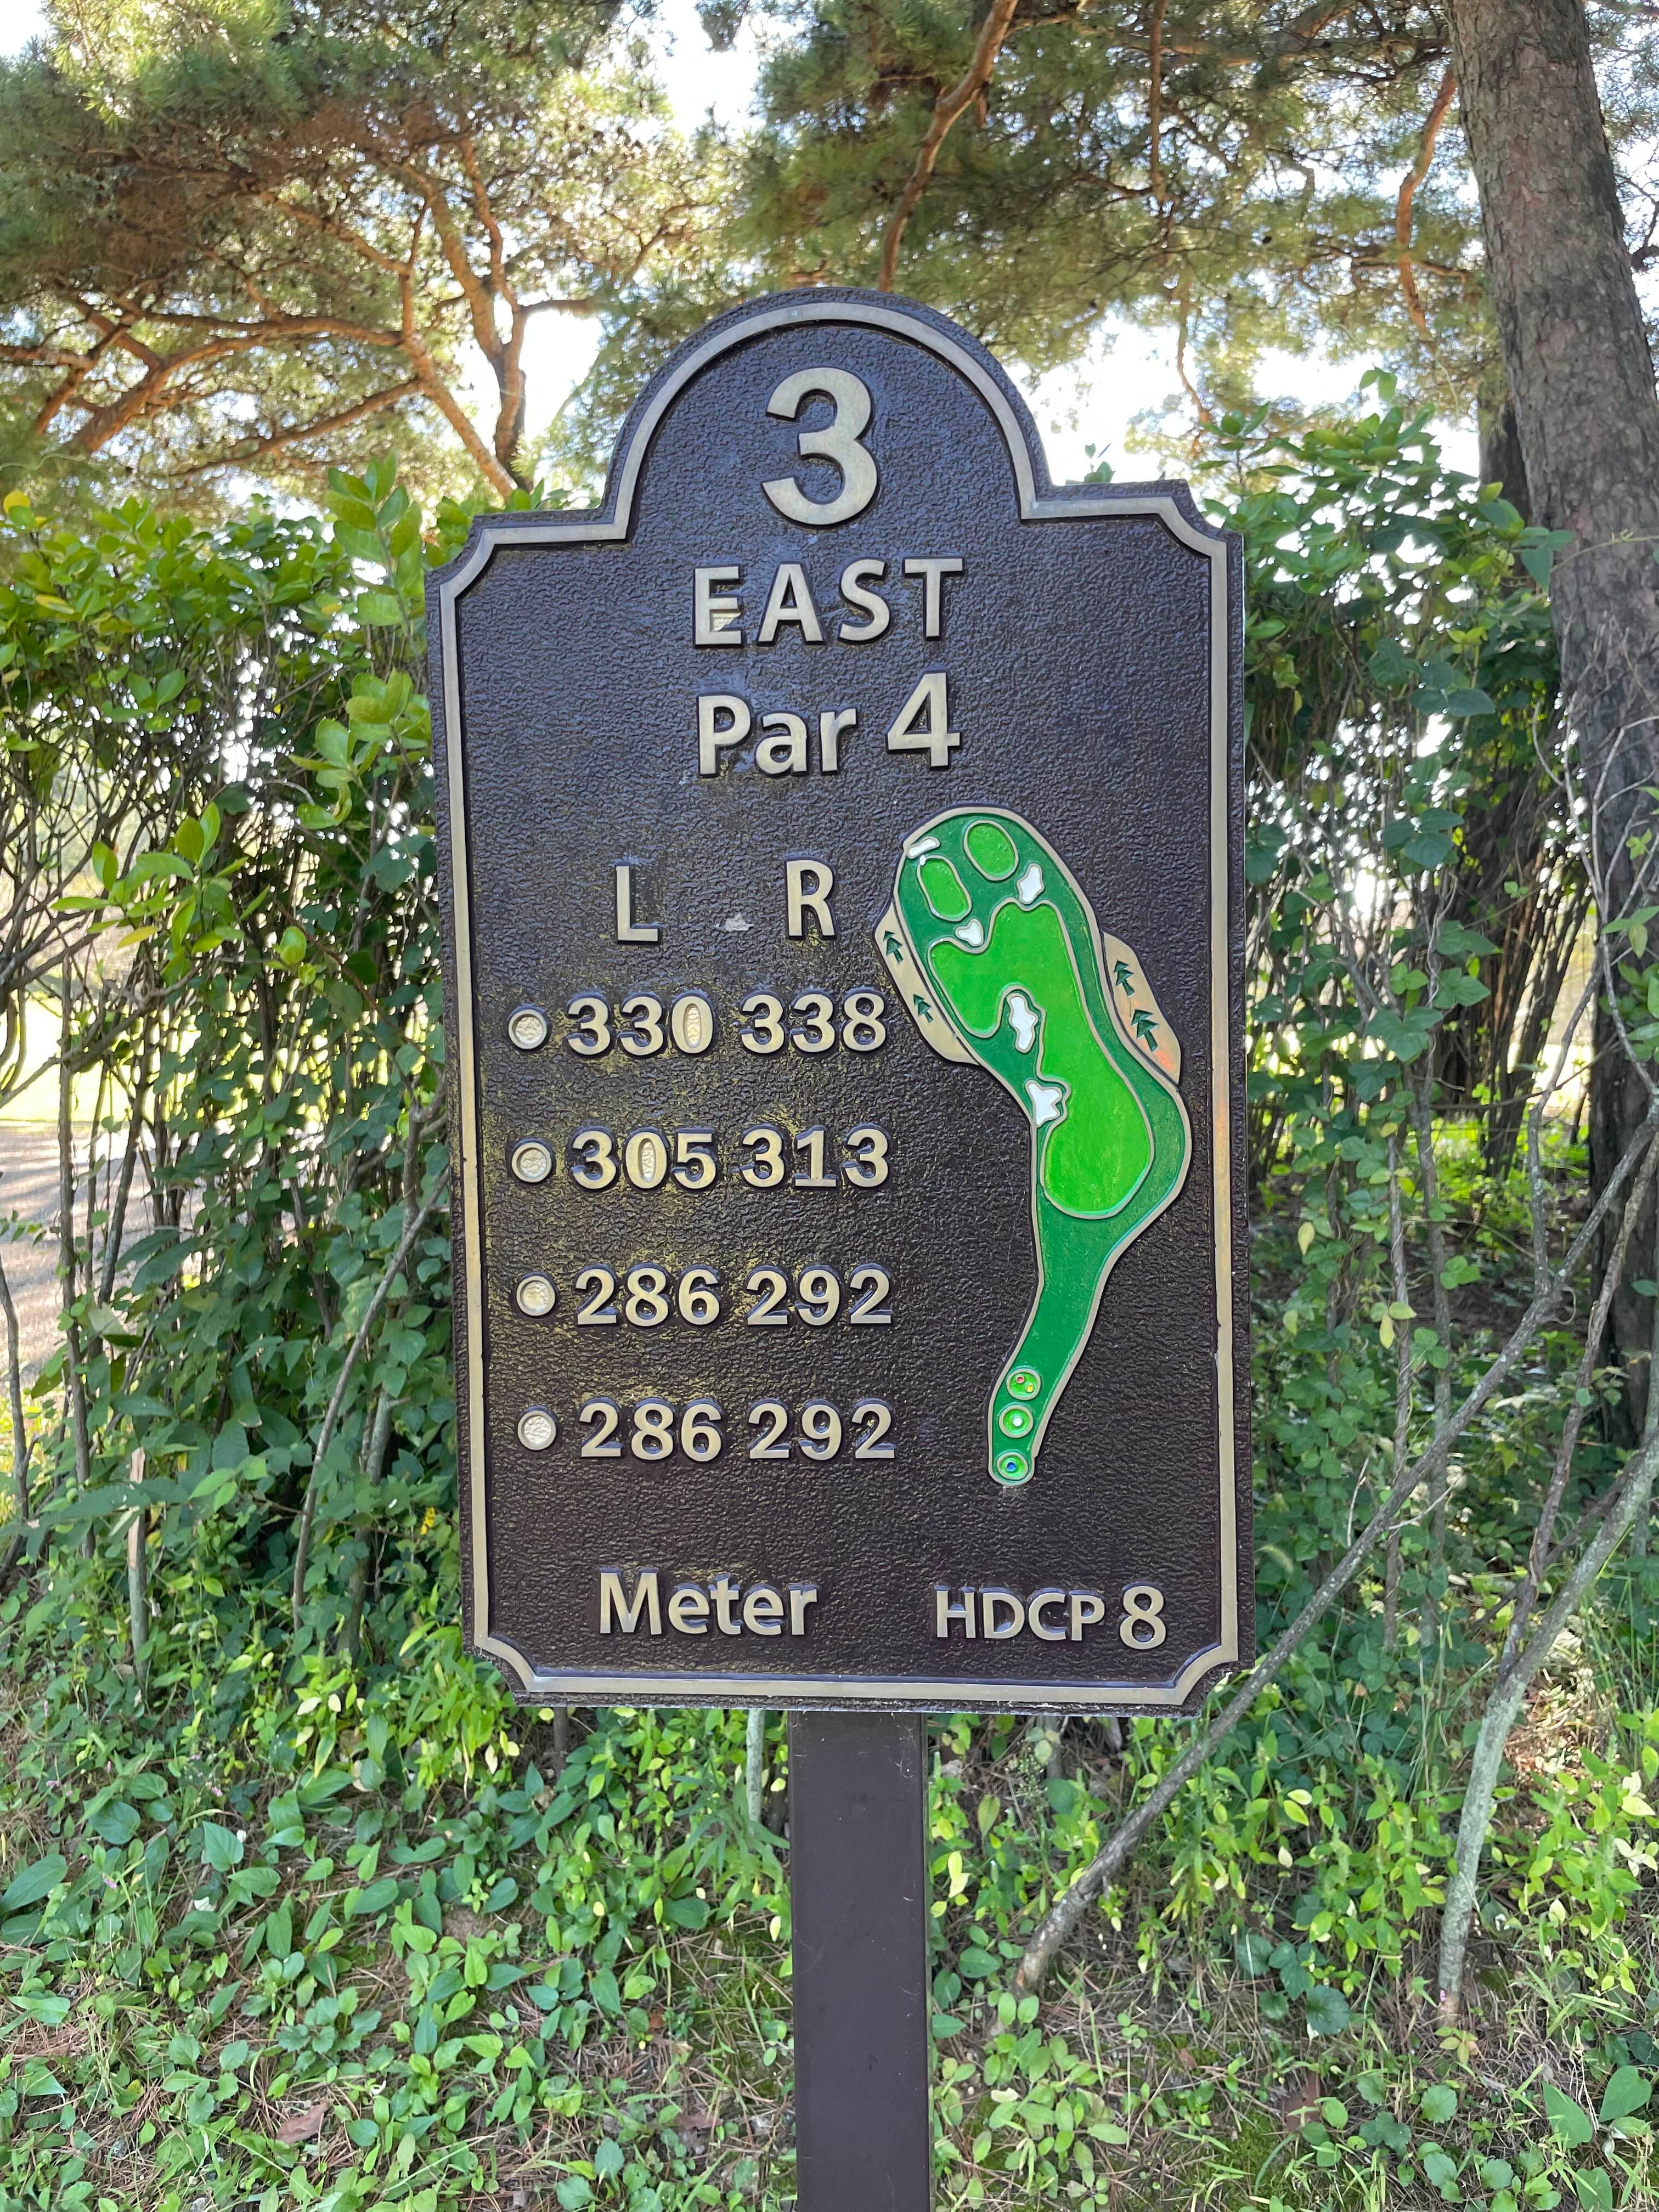 3
EAST
Par 4
L R
330 338
305 313
286 292
286 292
Meter HDCP 8